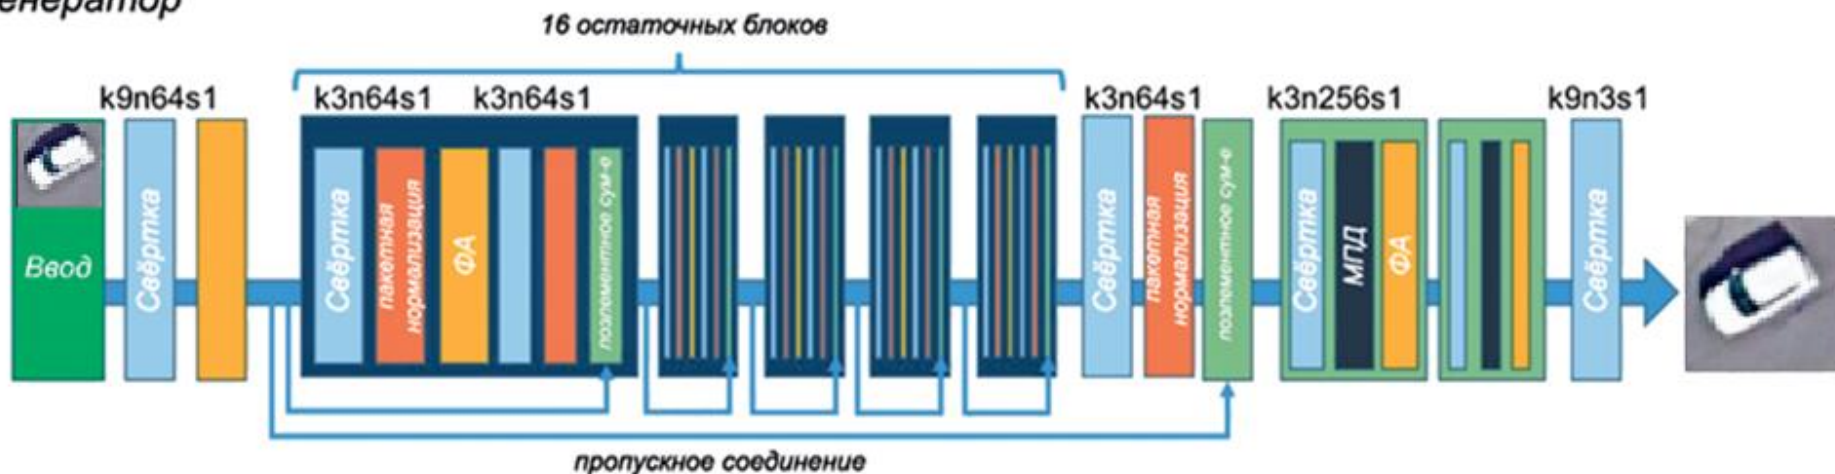 енератор
16 остаточных блоков
k9n64s1
k3n64s1
k3n64s1
k3n64s1
k3n256s1
k9n3s1
Ввод
Свёртка
Свёртка
пакетная
нормализация
ФА
поэлементное сум-е
Свёртка
пакетная
нормализация
поэлементное сум-е
Свёртка
МПД
ФА
Свёртка
пропускное соединение